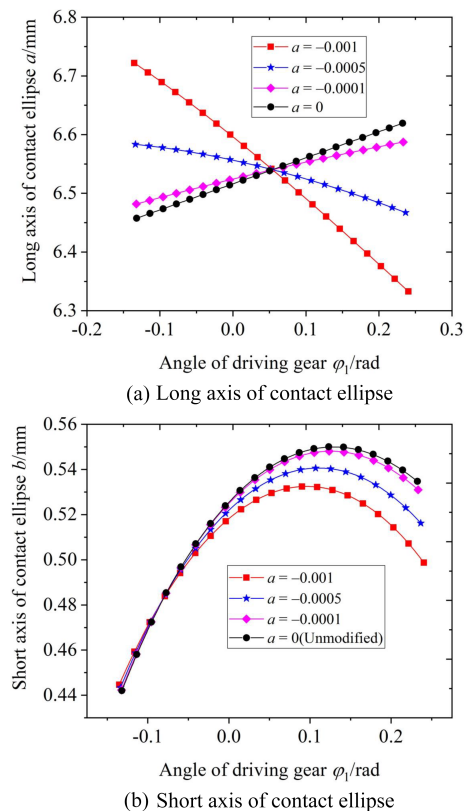 6.8
6.7
6.6
6.5
6.4
6.3
Long axis of contact ellipse a/mm
a = –0.001
a = –0.0005
a = –0.0001
a = 0
-0.2 -0.1 0.0 0.1 0.2 0.3
Angle of driving gear φ₁/rad
(a) Long axis of contact ellipse
0.56
0.54
0.52
0.50
0.48
0.46
0.44
Short axis of contact ellipse b/mm
a = –0.001
a = –0.0005
a = –0.0001
a = 0(Unmodified)
-0.1 0.0 0.1 0.2
Angle of driving gear φ₁/rad
(b) Short axis of contact ellipse